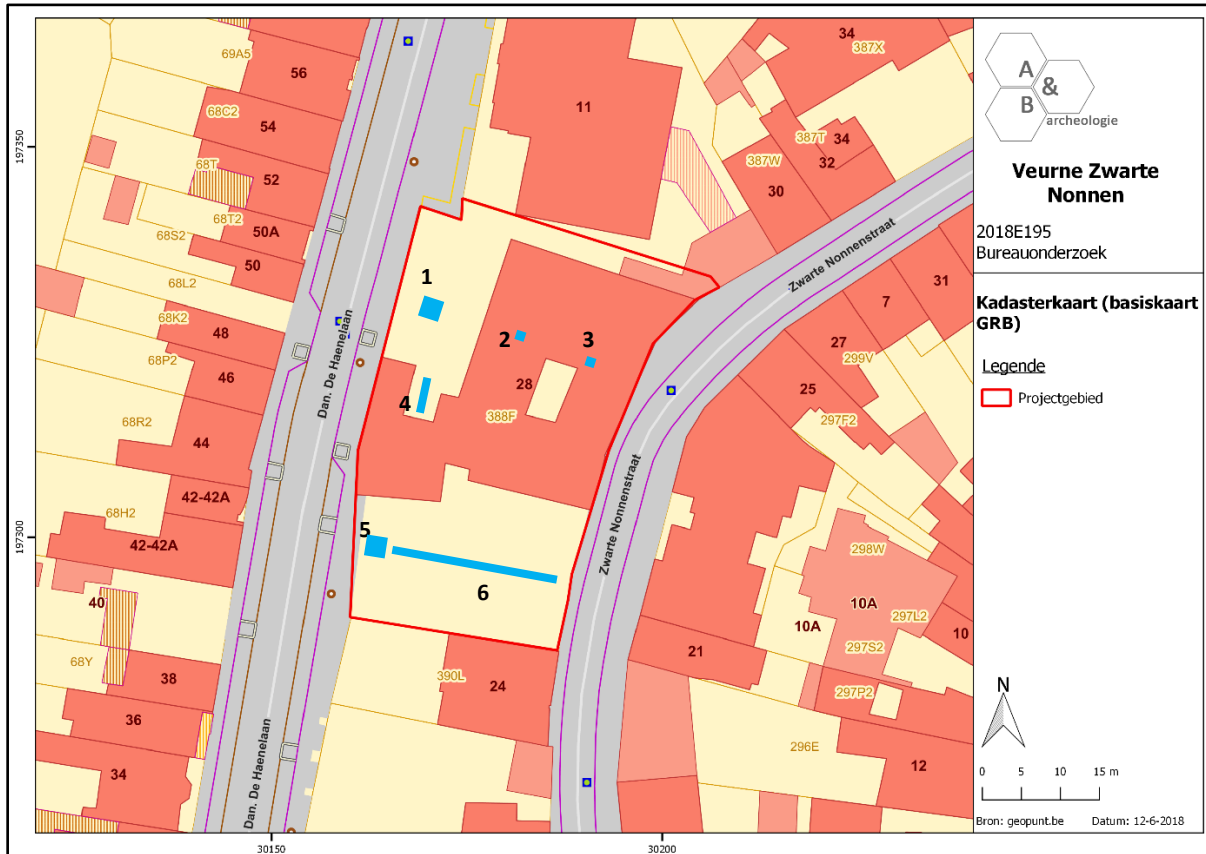 69A5
56
68C2
54
68T
52
68T2
50A
68S2
50
68L2
68K2
48
68P2
46
68R2
44
42-42A
68H2
42-42A
40
68Y
38
36
34
197350
197300
30150
30200
Dan. De Haenelaan
Dan. De Haenelaan
11
34
387X
387T
34
387W
32
30
Zwarte Nonnenstraat
31
7
27
299V
25
297F2
1
2
3
28
4
388F
5
6
Zwarte Nonnenstraat
298W
10A
297L2
10A
10
297S2
21
297P2
390L
24
296E
12
A
&
B
archeologie
Veurne Zwarte
Nonnen
2018E195
Bureauonderzoek
Kadasterkaart (basiskaart
GRB)
Legende
Projectgebied
N
0 5 10 15 m
Bron: geopunt.be Datum: 12-6-2018